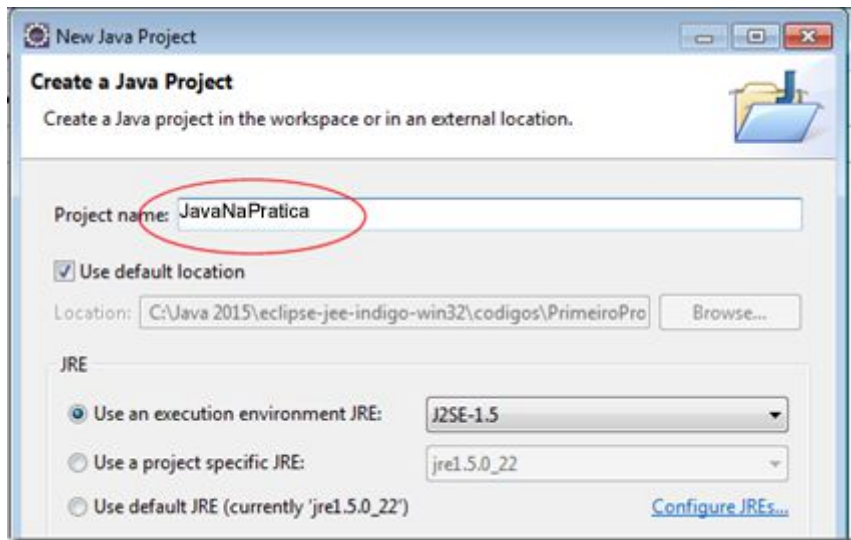 New Java Project
Create a Java Project
Create a Java project in the workspace or in an external location.
Project name: JavaNaPratica
Use default location
Location: C:\Java 2015\eclipse-jee-indigo-win32\codigos\PrimeiroPro Browse...
JRE
Use an execution environment JRE: J2SE-1.5
Use a project specific JRE: jre1.5.0_22
Use default JRE (currently 'jre1.5.0_22') Configure JREs...